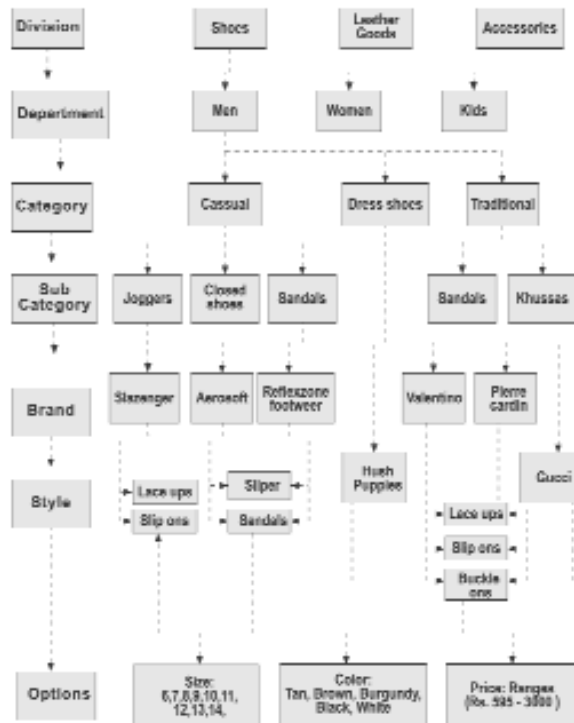 Division
Shoes
Leather
Goods
Accessories
Department
Men
Women
Kids
Category
Cassual
Dress shoes
Traditional
Sub
Category
Joggers
Closed
shoes
Sandals
Sandals
Khussas
Brand
Slazenger
Aerosoft
Reflexzone
footweer
Valentino
Pierre
cardin
Hush
Puppies
Gucci
Style
Lace ups
Slip ons
Sliper
Sandals
Lace ups
Slip ons
Buckle
ons
Options
Size:
6,7,8,9,10,11,
12,13,14,
Color:
Tan, Brown, Burgundy,
Black, White
Price: Ranges
(Rs. 595 - 3000 )